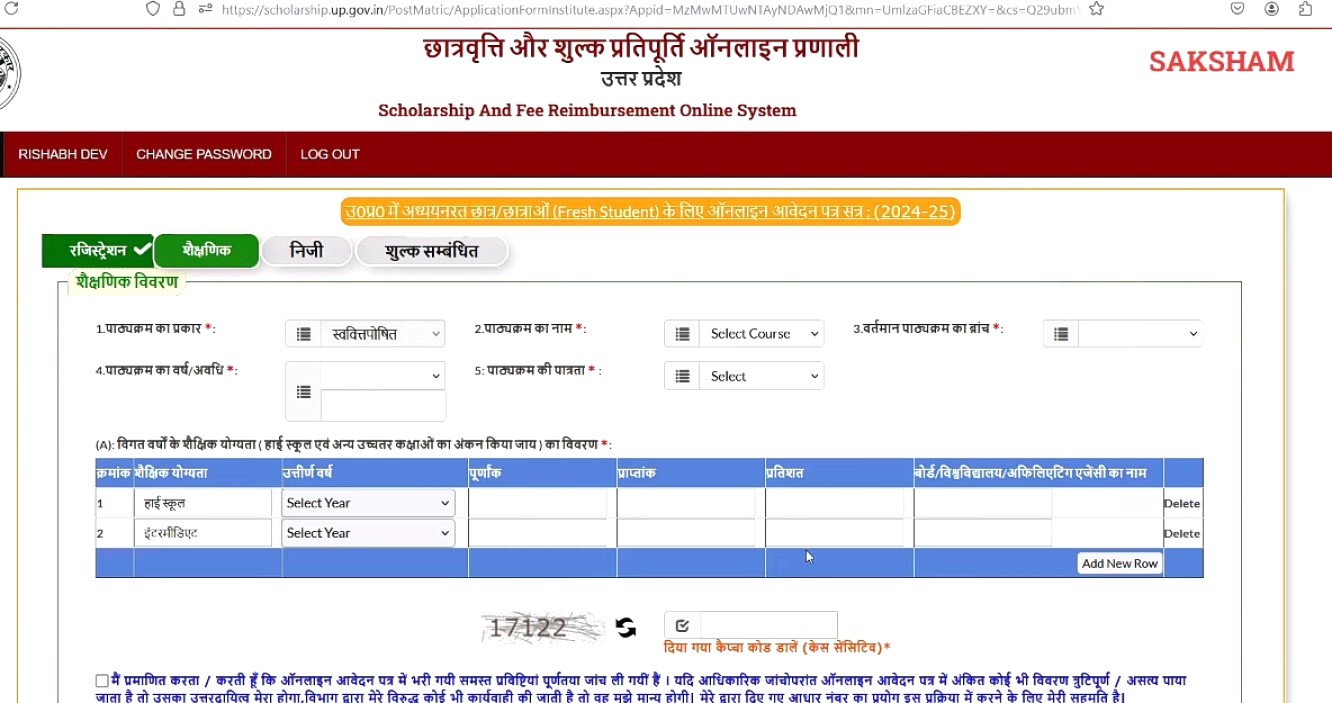 https://scholarship.up.gov.in/PostMatric/ApplicationFormInstitute.aspx?Appid=MzMwMTUwNTAyNDAwMjQ1&mn=UmlzaGFiaCBEZXY=&cs=Q29ubm
छात्रवृत्ति और शुल्क प्रतिपूर्ति ऑनलाइन प्रणाली
उत्तर प्रदेश
Scholarship And Fee Reimbursement Online System
SAKSHAM
RISHABH DEV CHANGE PASSWORD LOG OUT
उ0प्र0 में अध्ययनरत छात्र/छात्राओं (Fresh Student) के लिए ऑनलाइन आवेदन पत्र सत्र : (2024-25)
रजिस्ट्रेशन शैक्षणिक निजी शुल्क सम्बंधित
शैक्षणिक विवरण
1.पाठ्यक्रम का प्रकार *: स्ववित्तपोषित 2.पाठ्यक्रम का नाम *: Select Course 3.वर्तमान पाठ्यक्रम का ब्रांच *:
4.पाठ्यक्रम का वर्ष/अवधि *: 5: पाठ्यक्रम की पात्रता * : Select
(A): विगत वर्षों के शैक्षिक योग्यता ( हाई स्कूल एवं अन्य उच्चतर कक्षाओं का अंकन किया जाय ) का विवरण *:
क्रमांक शैक्षिक योग्यता उत्तीर्ण वर्ष पूर्णांक प्राप्तांक प्रतिशत बोर्ड/विश्वविद्यालय/अफिलिएटिंग एजेंसी का नाम
1 हाई स्कूल Select Year Delete
2 इंटरमीडिएट Select Year Delete
Add New Row
17122
दिया गया कैप्चा कोड डालें (केस सेंसिटिव)*
मैं प्रमाणित करता / करती हूँ कि ऑनलाइन आवेदन पत्र में भरी गयी समस्त प्रविष्टियां पूर्णतया जांच ली गयीं हैं । यदि आधिकारिक जांचोपरांत ऑनलाइन आवेदन पत्र में अंकित कोई भी विवरण त्रुटिपूर्ण / असत्य पाया
जाता है तो उसका उत्तरदायित्व मेरा होगा,विभाग द्वारा मेरे विरुद्ध कोई भी कार्यवाही की जाती है तो वह मुझे मान्य होगी। मेरे द्वारा दिए गए आधार नंबर का प्रयोग इस प्रक्रिया में करने के लिए मेरी सहमति है।